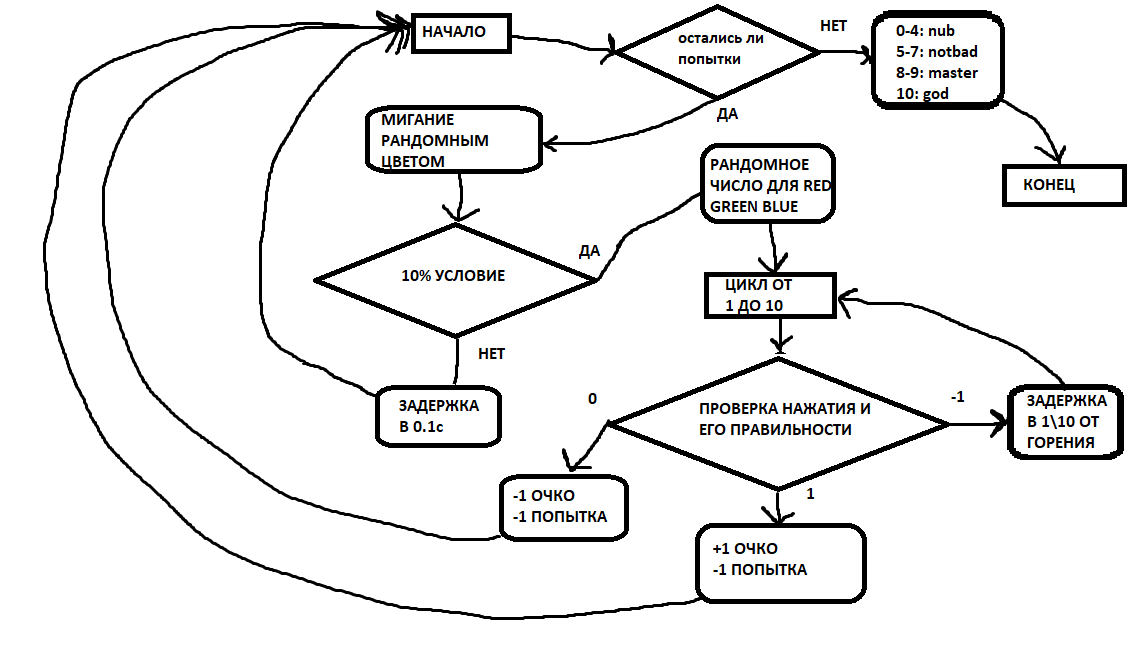 НАЧАЛО
остались ли
попытки
НЕТ
0-4: nub
5-7: notbad
8-9: master
10: god
ДА
МИГАНИЕ
РАНДОМНЫМ
ЦВЕТОМ
РАНДОМНОЕ
ЧИСЛО ДЛЯ RED
GREEN BLUE
КОНЕЦ
ДА
10% УСЛОВИЕ
ЦИКЛ ОТ
1 ДО 10
НЕТ
ЗАДЕРЖКА
В 0.1с
0
ПРОВЕРКА НАЖАТИЯ И
ЕГО ПРАВИЛЬНОСТИ
-1
ЗАДЕРЖКА
В 1\10 ОТ
ГОРЕНИЯ
-1 ОЧКО
-1 ПОПЫТКА
1
+1 ОЧКО
-1 ПОПЫТКА